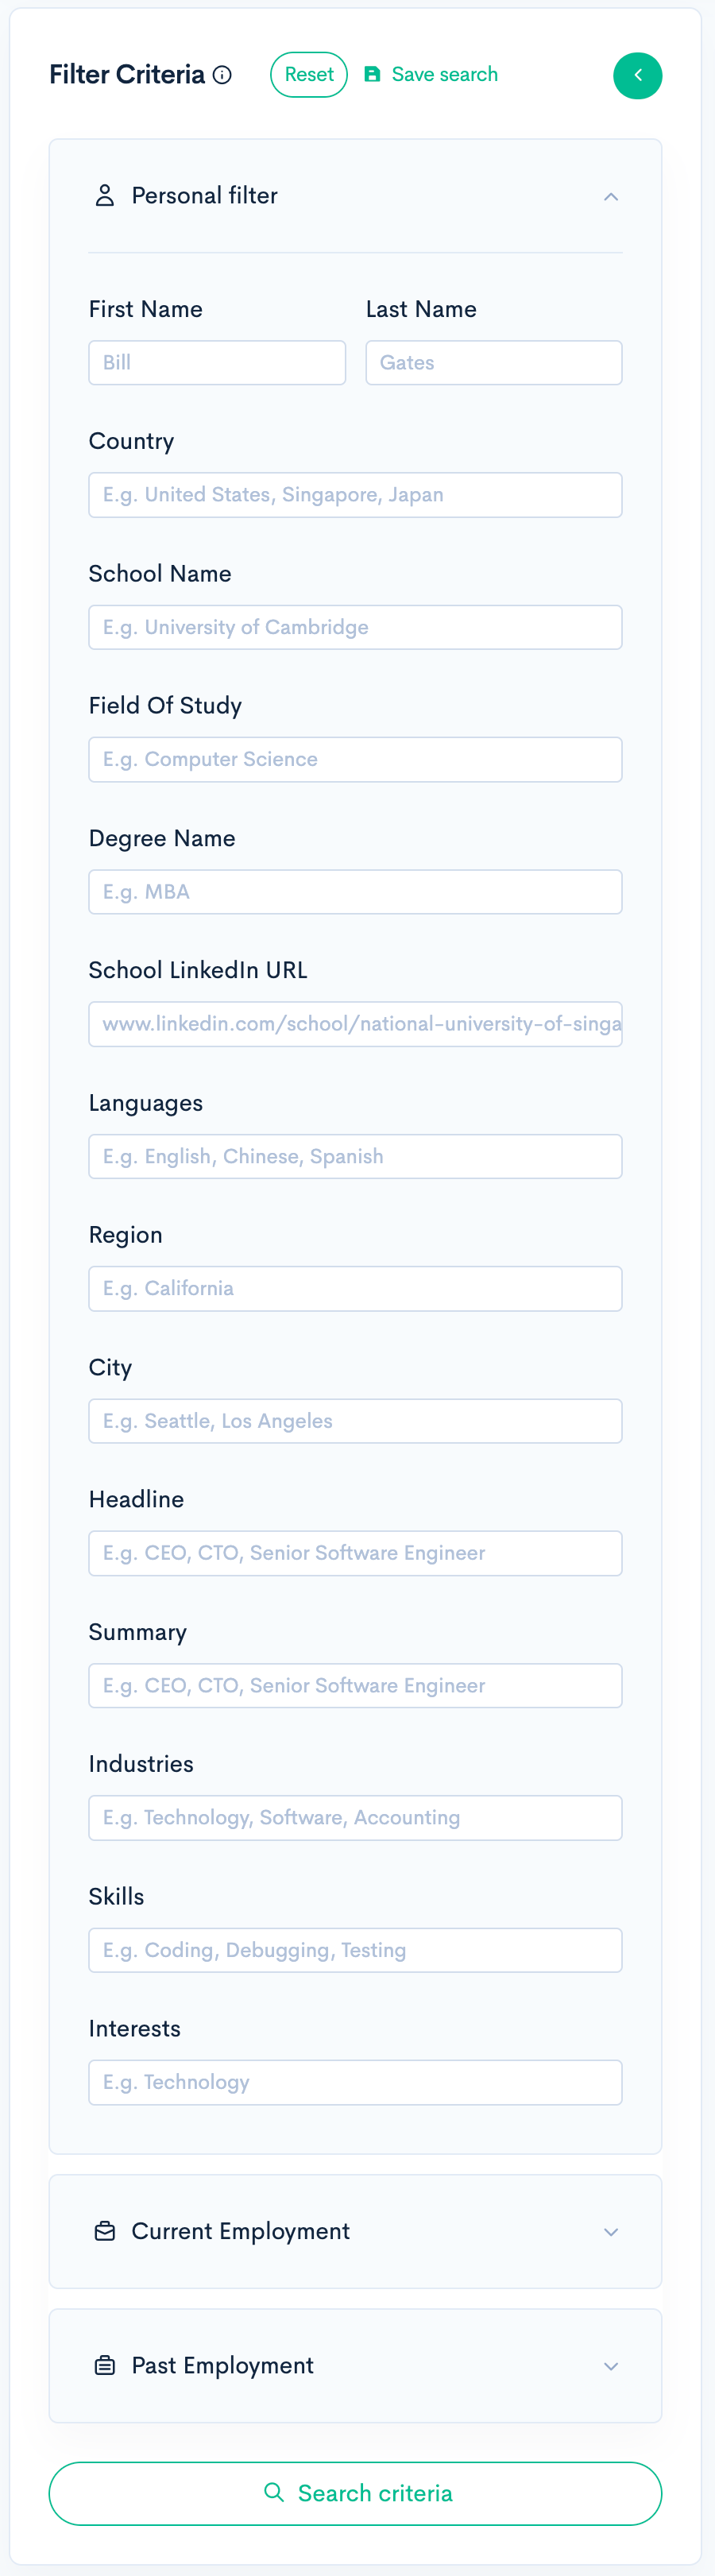 Filter Criteria Reset Save search
Personal filter
First Name Last Name
Bill Gates
Country
E.g. United States, Singapore, Japan
School Name
E.g. University of Cambridge
Field Of Study
E.g. Computer Science
Degree Name
E.g. MBA
School LinkedIn URL
www.linkedin.com/school/national-university-of-singa
Languages
E.g. English, Chinese, Spanish
Region
E.g. California
City
E.g. Seattle, Los Angeles
Headline
E.g. CEO, CTO, Senior Software Engineer
Summary
E.g. CEO, CTO, Senior Software Engineer
Industries
E.g. Technology, Software, Accounting
Skills
E.g. Coding, Debugging, Testing
Interests
E.g. Technology
Current Employment
Past Employment
Search criteria